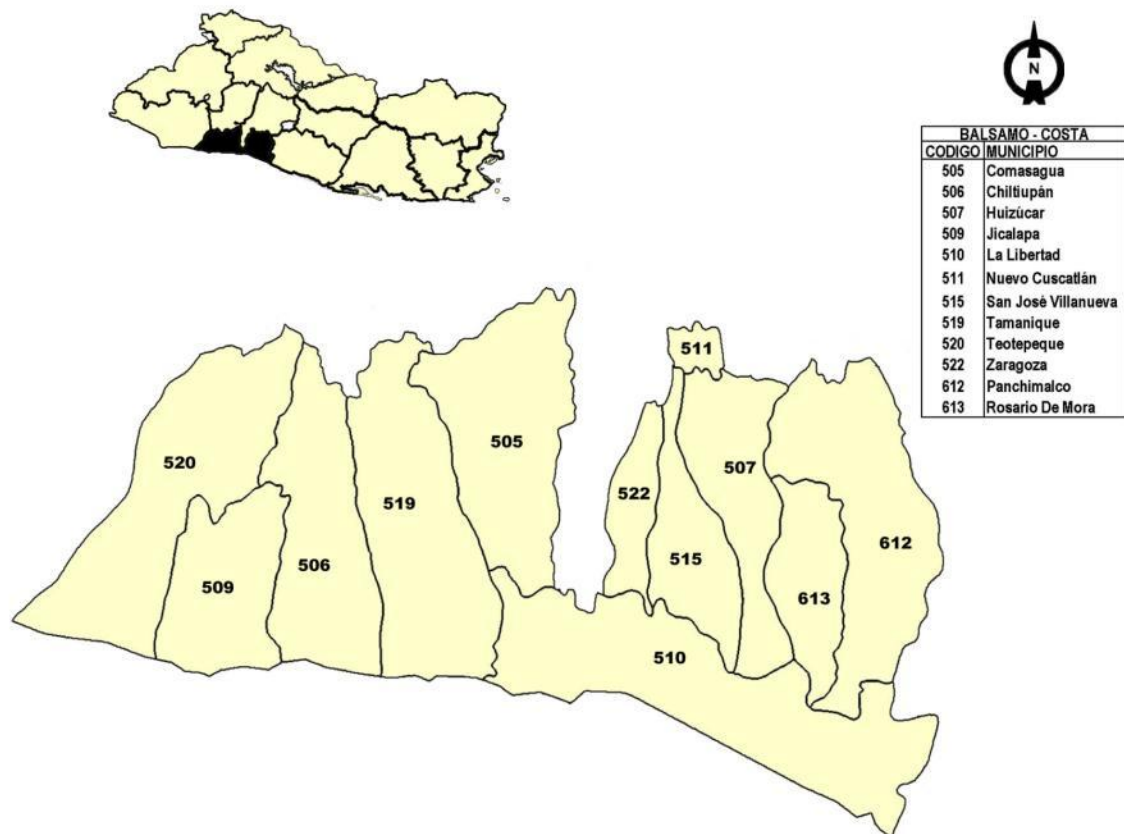 N
BALSAMO - COSTA
CODIGO MUNICIPIO
505 Comasagua
506 Chiltiupán
507 Huizúcar
509 Jicalapa
510 La Libertad
511 Nuevo Cuscatlán
515 San Josè Villanueva
519 Tamanique
520 Teotepeque
522 Zaragoza
612 Panchimalco
613 Rosario De Mora
511
505
520
507
522
519
612
515
506
509
613
510